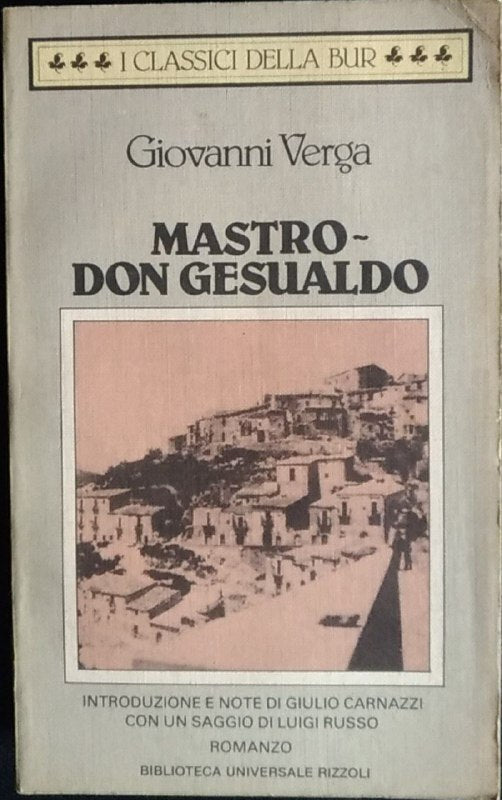 I CLASSICI DELLA BUR
Giovanni Verga
MASTRO-
DON GESUALDO
INTRODUZIONE E NOTE DI GIULIO CARNAZZI
CON UN SAGGIO DI LUIGI RUSSO
ROMANZO
BIBLIOTECA UNIVERSALE RIZZOLI